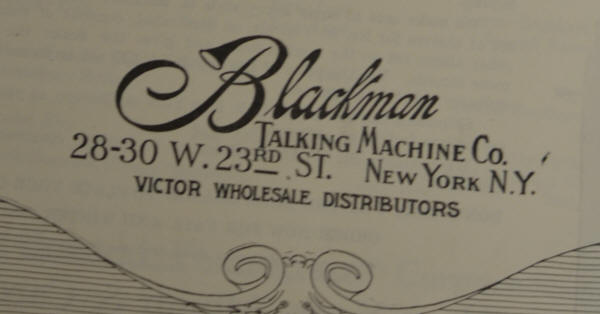 Blackman
TALKING MACHINE CO.
28-30 W. 23RD ST. NEW YORK N.Y.
VICTOR WHOLESALE DISTRIBUTORS